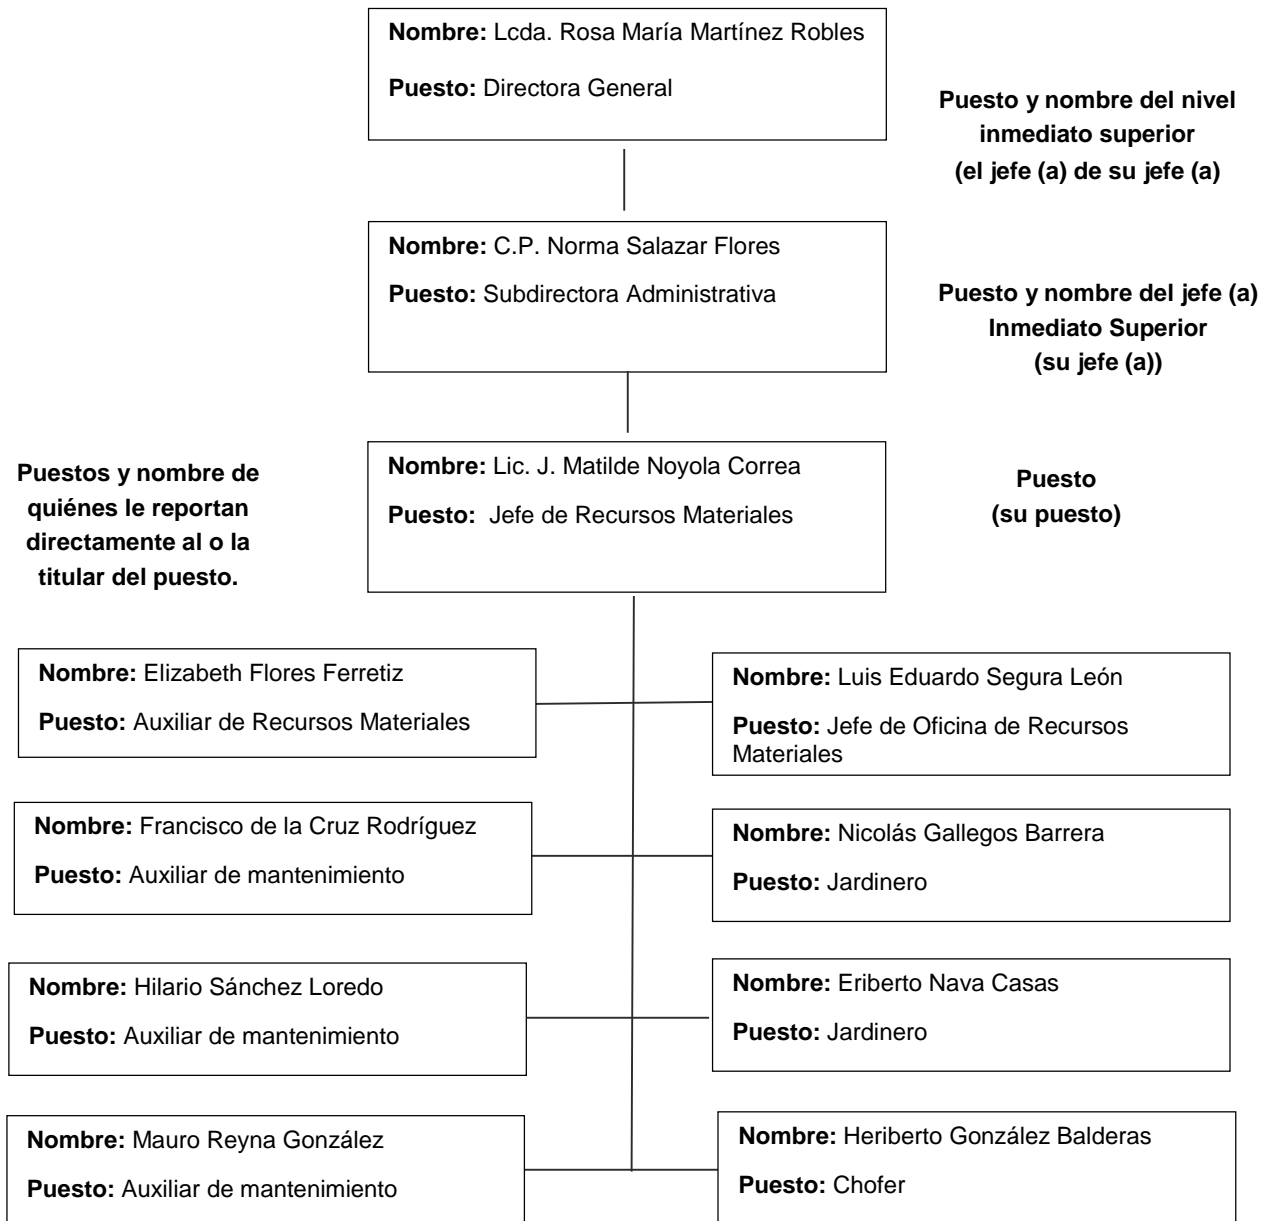 Nombre: Lcda. Rosa María Martínez Robles
Puesto: Directora General
Puesto y nombre del nivel
inmediato superior
(el jefe (a) de su jefe (a)
Nombre: C.P. Norma Salazar Flores
Puesto: Subdirectora Administrativa
Puesto y nombre del jefe (a)
Inmediato Superior
(su jefe (a))
Puestos y nombre de
quiénes le reportan
directamente al o la
titular del puesto.
Nombre: Lic. J. Matilde Noyola Correa
Puesto: Jefe de Recursos Materiales
Puesto
(su puesto)
Nombre: Elizabeth Flores Ferretiz
Puesto: Auxiliar de Recursos Materiales
Nombre: Luis Eduardo Segura León
Puesto: Jefe de Oficina de Recursos
Materiales
Nombre: Francisco de la Cruz Rodríguez
Puesto: Auxiliar de mantenimiento
Nombre: Nicolás Gallegos Barrera
Puesto: Jardinero
Nombre: Hilario Sánchez Loredo
Puesto: Auxiliar de mantenimiento
Nombre: Eriberto Nava Casas
Puesto: Jardinero
Nombre: Mauro Reyna González
Puesto: Auxiliar de mantenimiento
Nombre: Heriberto González Balderas
Puesto: Chofer